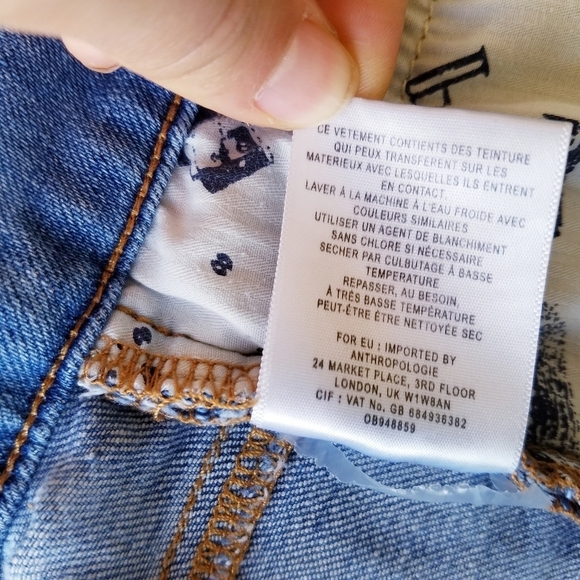 CE VÊTEMENT CONTIENTS DES TEINTURE
QUI PEUX TRANSFERENT SUR LES
MATERIEUX AVEC LESQUELLES ILS ENTRENT
EN CONTACT.
LAVER À LA MACHINE À L'EAU FROIDE AVEC
COULEURS SIMILAIRES
UTILISER UN AGENT DE BLANCHIMENT
SANS CHLORE SI NÉCESSAIRE
SECHER PAR CULBUTAGE À BASSE
TEMPERATURE
REPASSER, AU BESOIN,
À TRÈS BASSE TEMPÉRATURE
PEUT-ÊTRE ÊTRE NETTOYÉE SEC
FOR EU : IMPORTED BY
ANTHROPOLOGIE
24 MARKET PLACE, 3RD FLOOR
LONDON, UK W1W8AN
CIF : VAT No. GB 684936382
OB948859